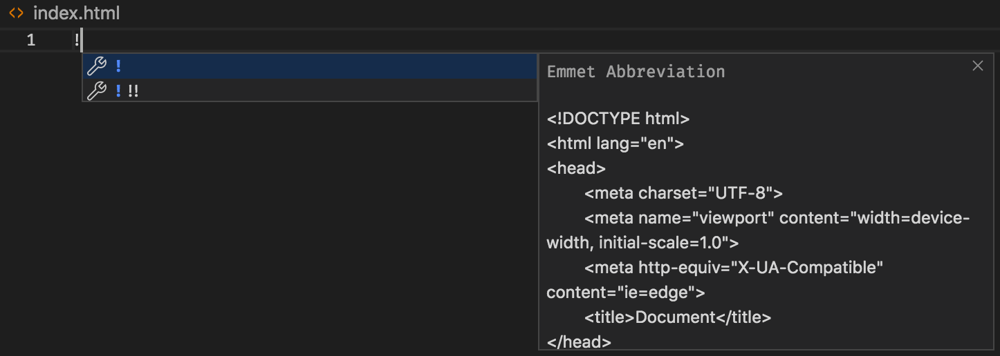 index.html
1 !
!
!!!
Emmet Abbreviation
<!DOCTYPE html>
<html lang="en">
<head>
<meta charset="UTF-8">
<meta name="viewport" content="width=device-
width, initial-scale=1.0">
<meta http-equiv="X-UA-Compatible"
content="ie=edge">
<title>Document</title>
</head>